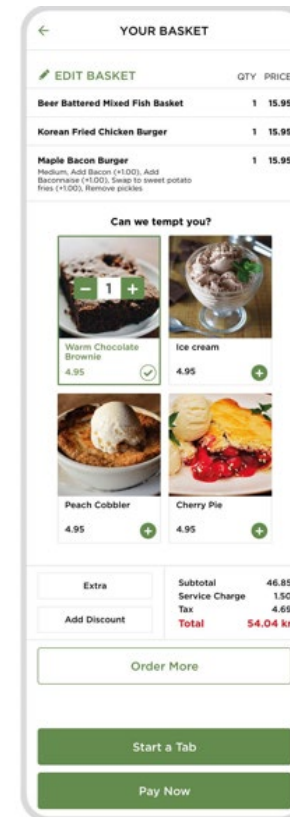 YOUR BASKET
EDIT BASKET QTY PRICE
Beer Battered Mixed Fish Basket 1 15.95
Korean Fried Chicken Burger 1 15.95
Maple Bacon Burger 1 15.95
Medium, Add Bacon (+1.00), Add
Baconnaise (+1.00), Swap to sweet potato
fries (+1.00), Remove pickles
Can we tempt you?
1
Warm Chocolate
Brownie
4.95
Ice cream
4.95
Peach Cobbler
4.95
Cherry Pie
4.95
Extra
Add Discount
Subtotal 46.85
Service Charge 1.50
Tax 4.69
Total 54.04 kr
Order More
Start a Tab
Pay Now